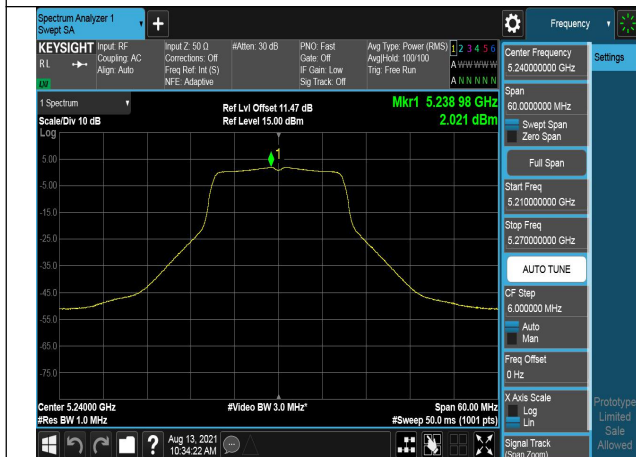 Spectrum Analyzer 1
Swept SA
+
Frequency
KEYSIGHT
RL
Input: RF
Coupling: AC
Align: Auto
Input Z: 50 Ω
Corrections: Off
Freq Ref: Int (S)
NFE: Adaptive
#Atten: 30 dB
PNO: Fast
Gate: Off
IF Gain: Low
Sig Track: Off
Avg Type: Power (RMS)
Avg|Hold: 100/100
Trig: Free Run
1 2 3 4 5 6
A W W W W W
A N N N N N
1 Spectrum
Scale/Div 10 dB
Log
Ref Lvl Offset 11.47 dB
Ref Level 15.00 dBm
Mkr1 5.238 98 GHz
2.021 dBm
1
5.00
-5.00
-15.0
-25.0
-35.0
-45.0
-55.0
-65.0
-75.0
Center 5.24000 GHz
#Res BW 1.0 MHz
#Video BW 3.0 MHz*
Span 60.00 MHz
#Sweep 50.0 ms (1001 pts)
Center Frequency
5.240000000 GHz
Settings
Span
60.0000000 MHz
Swept Span
Zero Span
Full Span
Start Freq
5.210000000 GHz
Stop Freq
5.270000000 GHz
AUTO TUNE
CF Step
6.000000 MHz
Auto
Man
Freq Offset
0 Hz
X Axis Scale
Log
Lin
Signal Track
(Span Zoom)
Prototype
Limited
Sale
Allowed
?
Aug 13, 2021
10:34:22 AM